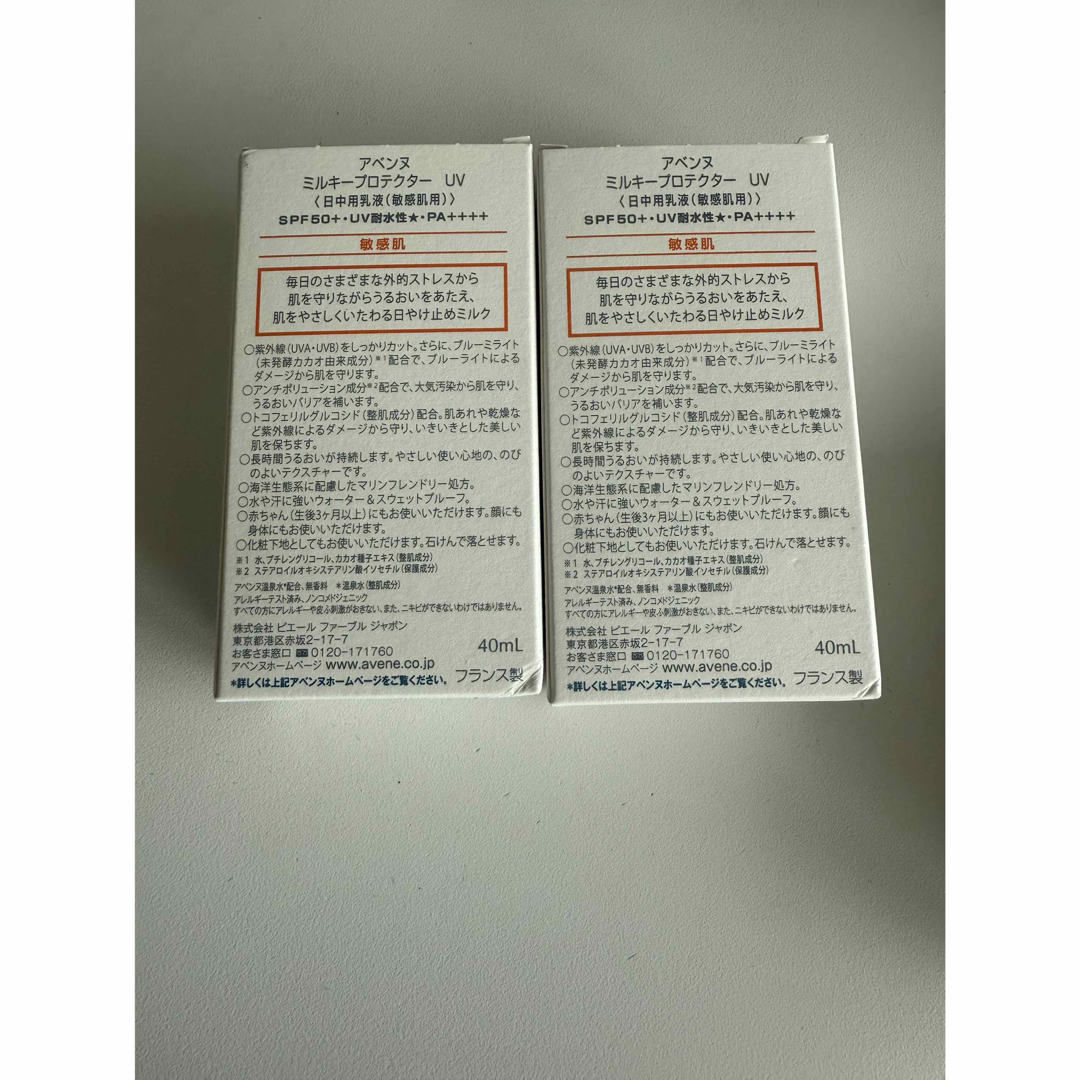 アベンヌ
ミルキープロテクター UV
〈日中用乳液(敏感肌用)〉
SPF50+・UV耐水性★・PA++++
敏感肌
毎日のさまざまな外的ストレスから
肌を守りながらうるおいをあたえ、
肌をやさしくいたわる日やけ止めミルク
○紫外線(UVA・UVB)をしっかりカット。さらに、ブルーミライト
(未発酵カカオ由来成分)※1配合で、ブルーライトによる
ダメージから肌を守ります。
○アンチポリューション成分※2配合で、大気汚染から肌を守り、
うるおいバリアを補います。
○トコフェリルグルコシド(整肌成分)配合。肌あれや乾燥な
ど紫外線によるダメージから守り、いきいきとした美しい
肌を保ちます。
○長時間うるおいが持続します。やさしい使い心地の、のび
のよいテクスチャーです。
○海洋生態系に配慮したマリンフレンドリー処方。
○水や汗に強いウォーター&スウェットプルーフ。
○赤ちゃん(生後3ヶ月以上)にもお使いいただけます。顔にも
身体にもお使いいただけます。
○化粧下地としてもお使いいただけます。石けんで落とせます。
※1 水、ブチレングリコール、カカオ種子エキス(整肌成分)
※2 ステアロイルオキシステアリン酸イソセチル(保護成分)
アベンヌ温泉水*配合、無香料 *温泉水(整肌成分)
アレルギーテスト済み、ノンコメドジェニック
すべての方にアレルギーや皮ふ刺激がおきない、また、ニキビができないわけではありません。
株式会社 ピエール ファーブル ジャポン
東京都港区赤坂2-17-7
お客さま窓口 0120-171760
アベンヌホームページ www.avene.co.jp
*詳しくは上記アベンヌホームページをご覧ください。
40mL
フランス製
アベンヌ
ミルキープロテクター UV
〈日中用乳液(敏感肌用)〉
SPF50+・UV耐水性★・PA++++
敏感肌
毎日のさまざまな外的ストレスから
肌を守りながらうるおいをあたえ、
肌をやさしくいたわる日やけ止めミルク
○紫外線(UVA・UVB)をしっかりカット。さらに、ブルーミライト
(未発酵カカオ由来成分)※1配合で、ブルーライトによる
ダメージから肌を守ります。
○アンチポリューション成分※2配合で、大気汚染から肌を守り、
うるおいバリアを補います。
○トコフェリルグルコシド(整肌成分)配合。肌あれや乾燥な
ど紫外線によるダメージから守り、いきいきとした美しい
肌を保ちます。
○長時間うるおいが持続します。やさしい使い心地の、のび
のよいテクスチャーです。
○海洋生態系に配慮したマリンフレンドリー処方。
○水や汗に強いウォーター&スウェットプルーフ。
○赤ちゃん(生後3ヶ月以上)にもお使いいただけます。顔にも
身体にもお使いいただけます。
○化粧下地としてもお使いいただけます。石けんで落とせます。
※1 水、ブチレングリコール、カカオ種子エキス(整肌成分)
※2 ステアロイルオキシステアリン酸イソセチル(保護成分)
アベンヌ温泉水*配合、無香料 *温泉水(整肌成分)
アレルギーテスト済み、ノンコメドジェニック
すべての方にアレルギーや皮ふ刺激がおきない、また、ニキビができないわけではありません。
株式会社 ピエール ファーブル ジャポン
東京都港区赤坂2-17-7
お客さま窓口 0120-171760
アベンヌホームページ www.avene.co.jp
*詳しくは上記アベンヌホームページをご覧ください。
40mL
フランス製